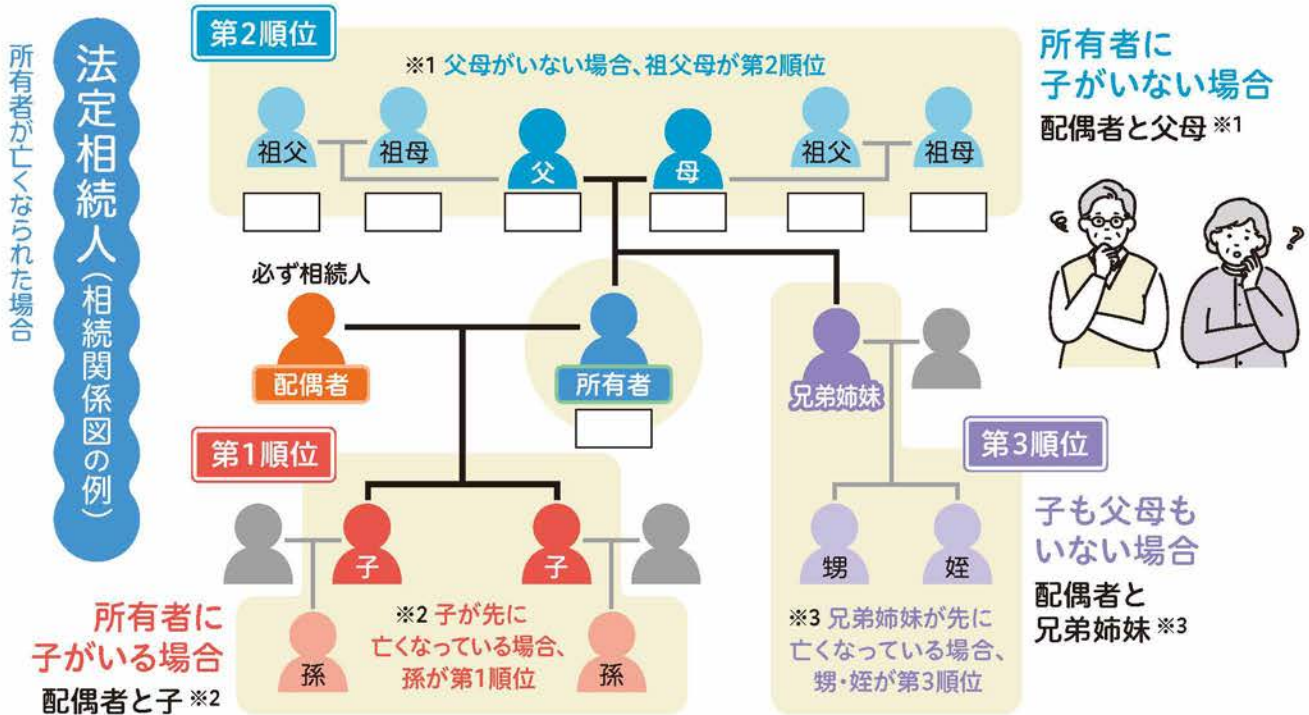 法定相続人(相続関係図の例)
所有者が亡くなられた場合
第2順位
※1 父母がいない場合、祖父母が第2順位
祖父
祖母
父
母
祖父
祖母
所有者に
子がいない場合
配偶者と父母※1
?
必ず相続人
配偶者
所有者
兄弟姉妹
第1順位
子
子
孫
孫
※2 子が先に
亡くなっている場合、
孫が第1順位
所有者に
子がいる場合
配偶者と子※2
第3順位
甥
姪
※3 兄弟姉妹が先に
亡くなっている場合、
甥・姪が第3順位
子も父母も
いない場合
配偶者と
兄弟姉妹※3